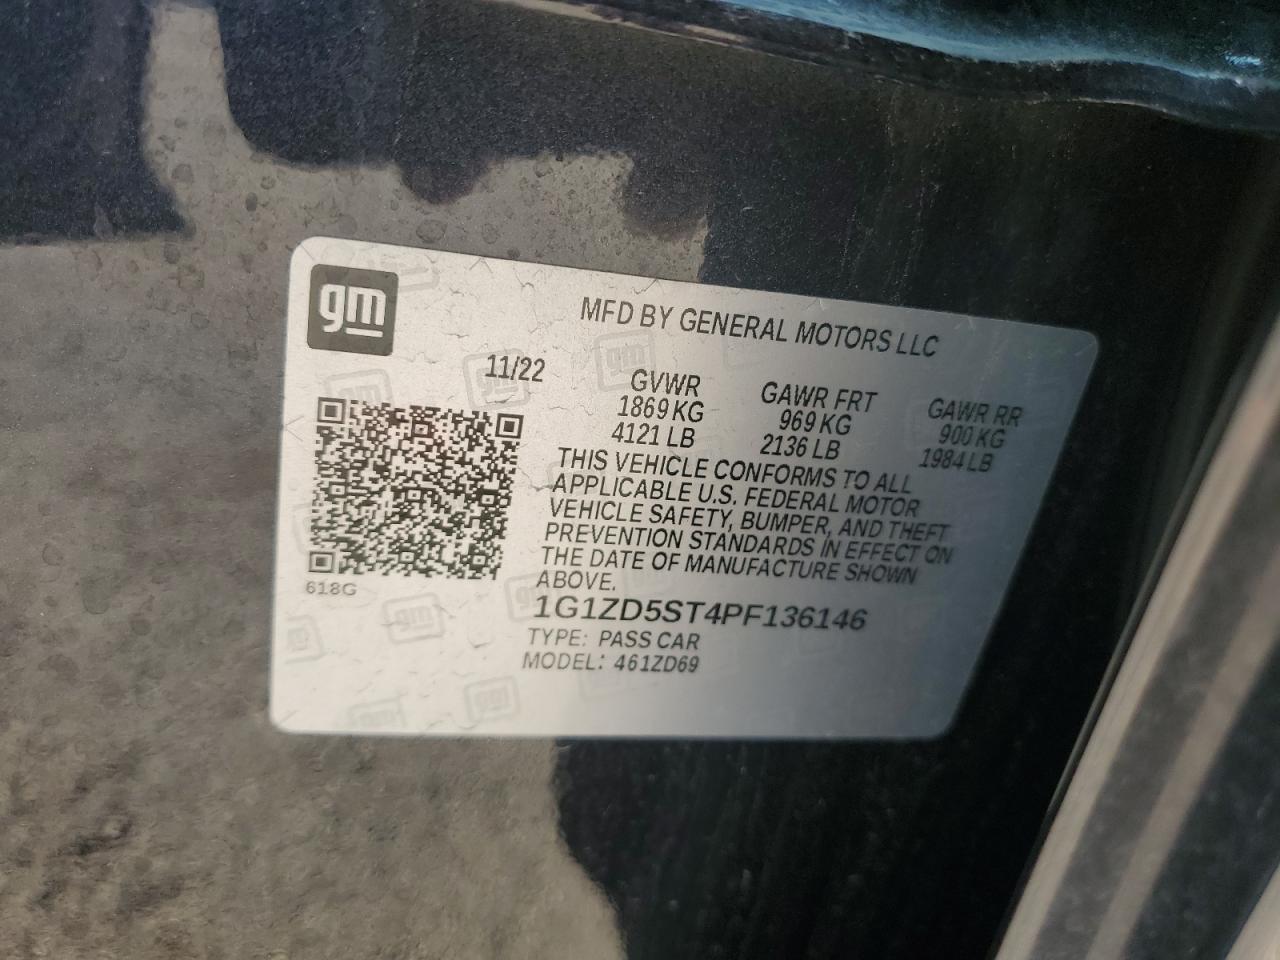 gm
MFD BY GENERAL MOTORS LLC
11/22
GVWR GAWR FRT GAWR RR
1869 KG 969 KG 900 KG
4121 LB 2136 LB 1984 LB
THIS VEHICLE CONFORMS TO ALL
APPLICABLE U.S. FEDERAL MOTOR
VEHICLE SAFETY, BUMPER, AND THEFT
PREVENTION STANDARDS IN EFFECT ON
THE DATE OF MANUFACTURE SHOWN
ABOVE.
618G
1G1ZD5ST4PF136146
TYPE: PASS CAR
MODEL: 461ZD69